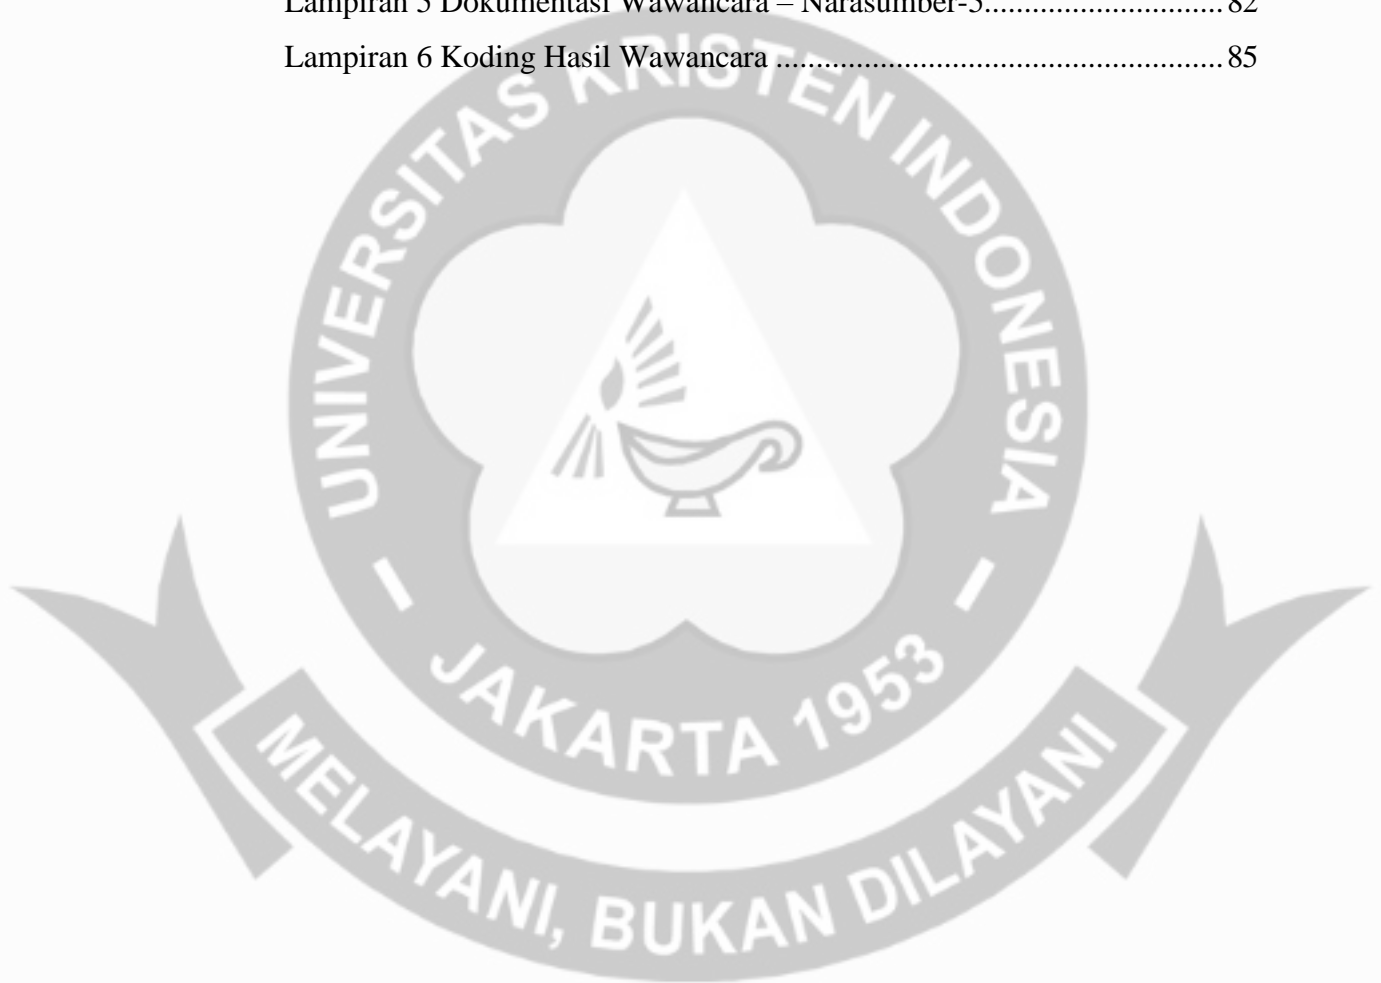 Lampiran 5 Dokumentasi Wawancara – Narasumber-5.............................. 82
Lampiran 6 Koding Hasil Wawancara ........................................................ 85
UNIVERSITAS KRISTEN INDONESIA
JAKARTA 1953
MELAYANI, BUKAN DILAYANI